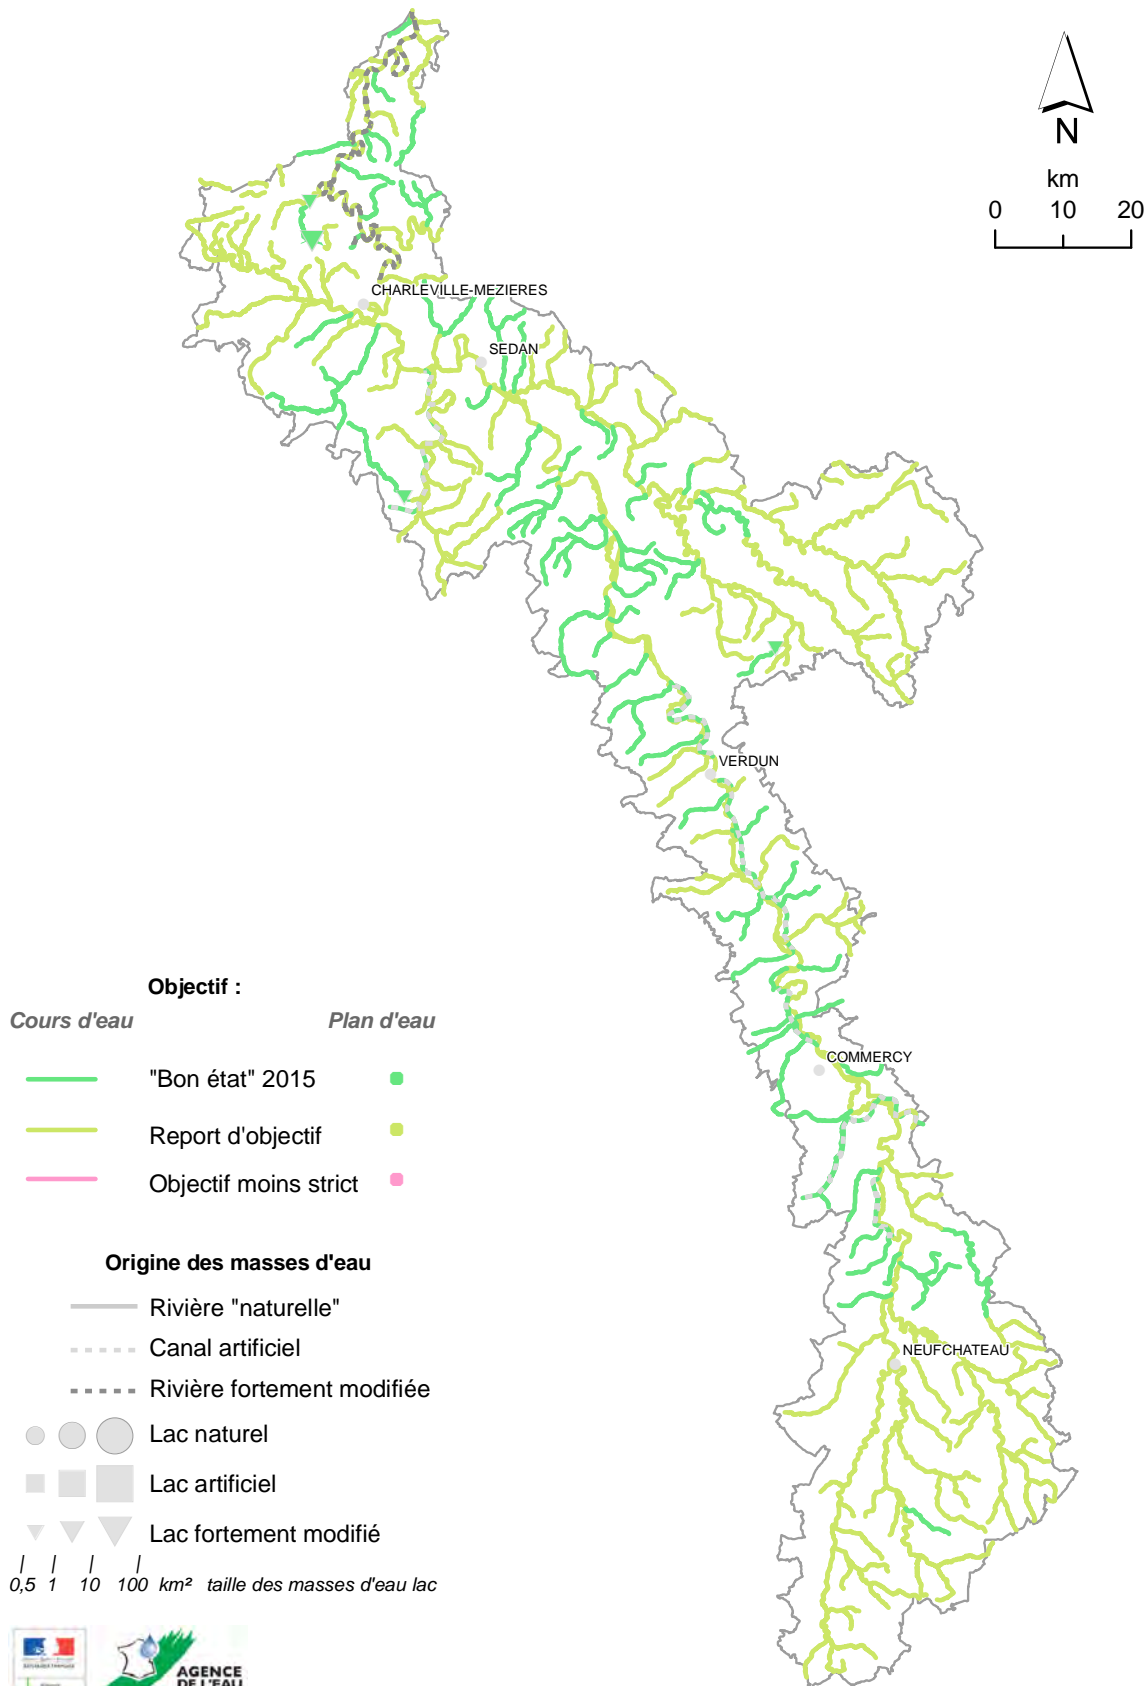 N
km
0 10 20
CHARLEVILLE-MEZIERES
SEDAN
VERDUN
COMMERCY
NEUFCHATEAU
Objectif :
Cours d'eau Plan d'eau
"Bon état" 2015
Report d'objectif
Objectif moins strict
Origine des masses d'eau
Rivière "naturelle"
Canal artificiel
Rivière fortement modifiée
Lac naturel
Lac artificiel
Lac fortement modifié
0,5 1 10 100 km² taille des masses d'eau lac
AGENCE
DE L'EAU